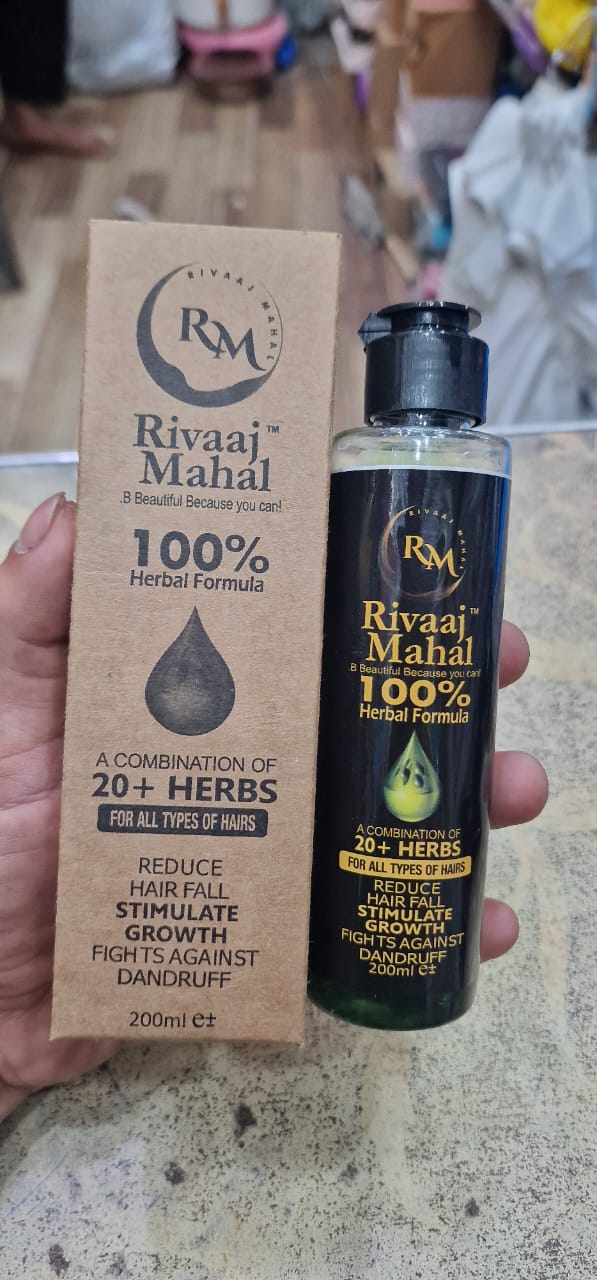 RIVAAJ MAHAL
RM
Rivaaj™
Mahal
.B Beautiful Because you can!
100%
Herbal Formula
A COMBINATION OF
20+ HERBS
FOR ALL TYPES OF HAIRS
REDUCE
HAIR FALL
STIMULATE
GROWTH
FIGHTS AGAINST
DANDRUFF
200ml e±
RIVAAJ MAHAL
RM
Rivaaj™
Mahal
.B Beautiful Because you can!
100%
Herbal Formula
A COMBINATION OF
20+ HERBS
FOR ALL TYPES OF HAIRS
REDUCE
HAIR FALL
STIMULATE
GROWTH
FIGHTS AGAINST
DANDRUFF
200ml e±